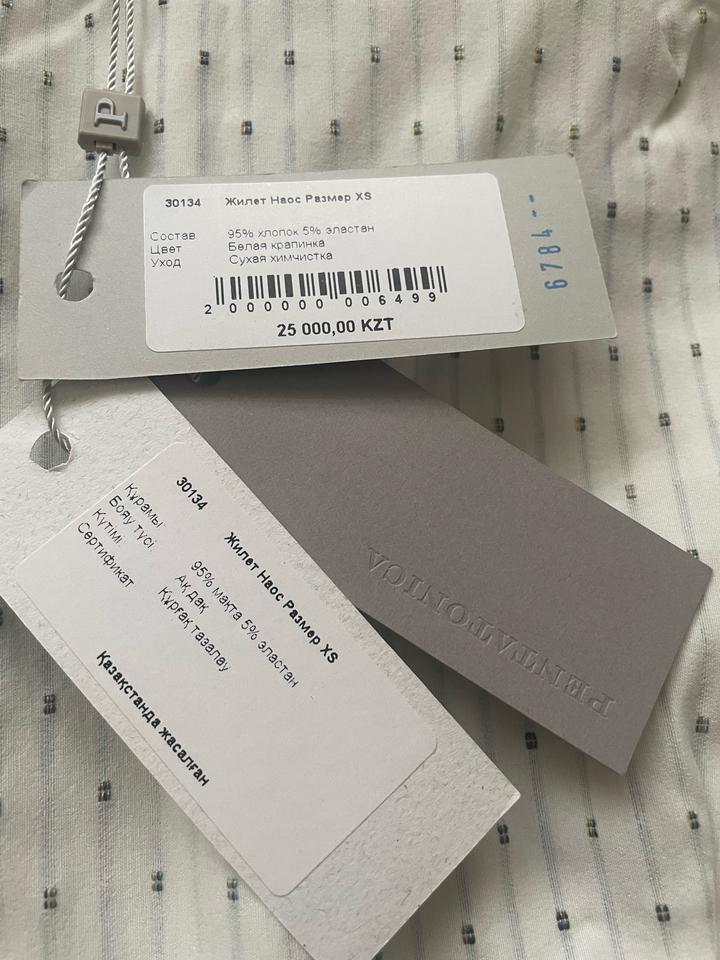 P
30134 Жилет Наос Размер XS
Состав 95% хлопок 5% эластан
Цвет Белая крапинка
Уход Сухая химчистка
2 000000 006499
25 000,00 KZT
6784--
PENTATONICA
30134 Жилет Наос Размер XS
Құрамы 95% мақта 5% эластан
Бояу түсі Ақ дақ
Күтімі Құрғақ тазалау
Сертификат
Қазақстанда жасалған